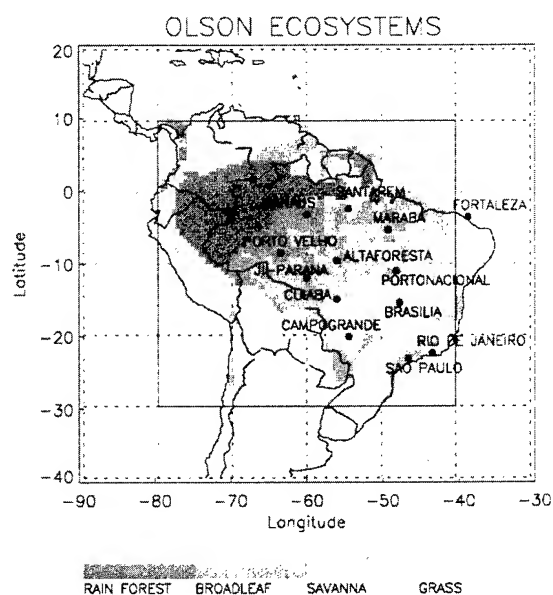 OLSON ECOSYSTEMS
20
10
0
-10
-20
-30
-40
Latitude
SANTAREM
FORTALEZA
MARABA
PORTO VELHO
ALTAFORESTA
JI-PARANA
PORTONACIONAL
CUIABA
BRASILIA
CAMPOGRANDE
RIO DE JANEIRO
SAO PAULO
-90 -80 -70 -60 -50 -40 -30
Longitude
RAIN FOREST BROADLEAF SAVANNA GRASS